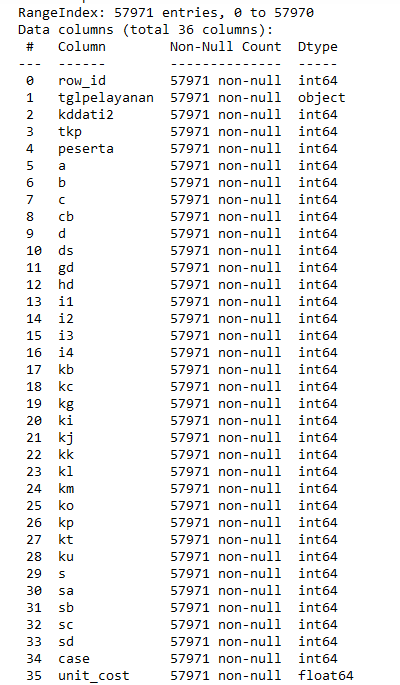 RangeIndex: 57971 entries, 0 to 57970
Data columns (total 36 columns):
 #   Column        Non-Null Count  Dtype
---  ------        --------------  -----
 0   row_id        57971 non-null  int64
 1   tglpelayanan  57971 non-null  object
 2   kddati2       57971 non-null  int64
 3   tkp           57971 non-null  int64
 4   peserta       57971 non-null  int64
 5   a             57971 non-null  int64
 6   b             57971 non-null  int64
 7   c             57971 non-null  int64
 8   cb            57971 non-null  int64
 9   d             57971 non-null  int64
 10  ds            57971 non-null  int64
 11  gd            57971 non-null  int64
 12  hd            57971 non-null  int64
 13  i1            57971 non-null  int64
 14  i2            57971 non-null  int64
 15  i3            57971 non-null  int64
 16  i4            57971 non-null  int64
 17  kb            57971 non-null  int64
 18  kc            57971 non-null  int64
 19  kg            57971 non-null  int64
 20  ki            57971 non-null  int64
 21  kj            57971 non-null  int64
 22  kk            57971 non-null  int64
 23  kl            57971 non-null  int64
 24  km            57971 non-null  int64
 25  ko            57971 non-null  int64
 26  kp            57971 non-null  int64
 27  kt            57971 non-null  int64
 28  ku            57971 non-null  int64
 29  s             57971 non-null  int64
 30  sa            57971 non-null  int64
 31  sb            57971 non-null  int64
 32  sc            57971 non-null  int64
 33  sd            57971 non-null  int64
 34  case          57971 non-null  int64
 35  unit_cost     57971 non-null  float64